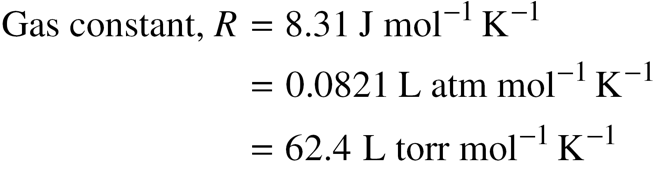 Gas constant, R = 8.31 J mol⁻¹ K⁻¹
= 0.0821 L atm mol⁻¹ K⁻¹
= 62.4 L torr mol⁻¹ K⁻¹